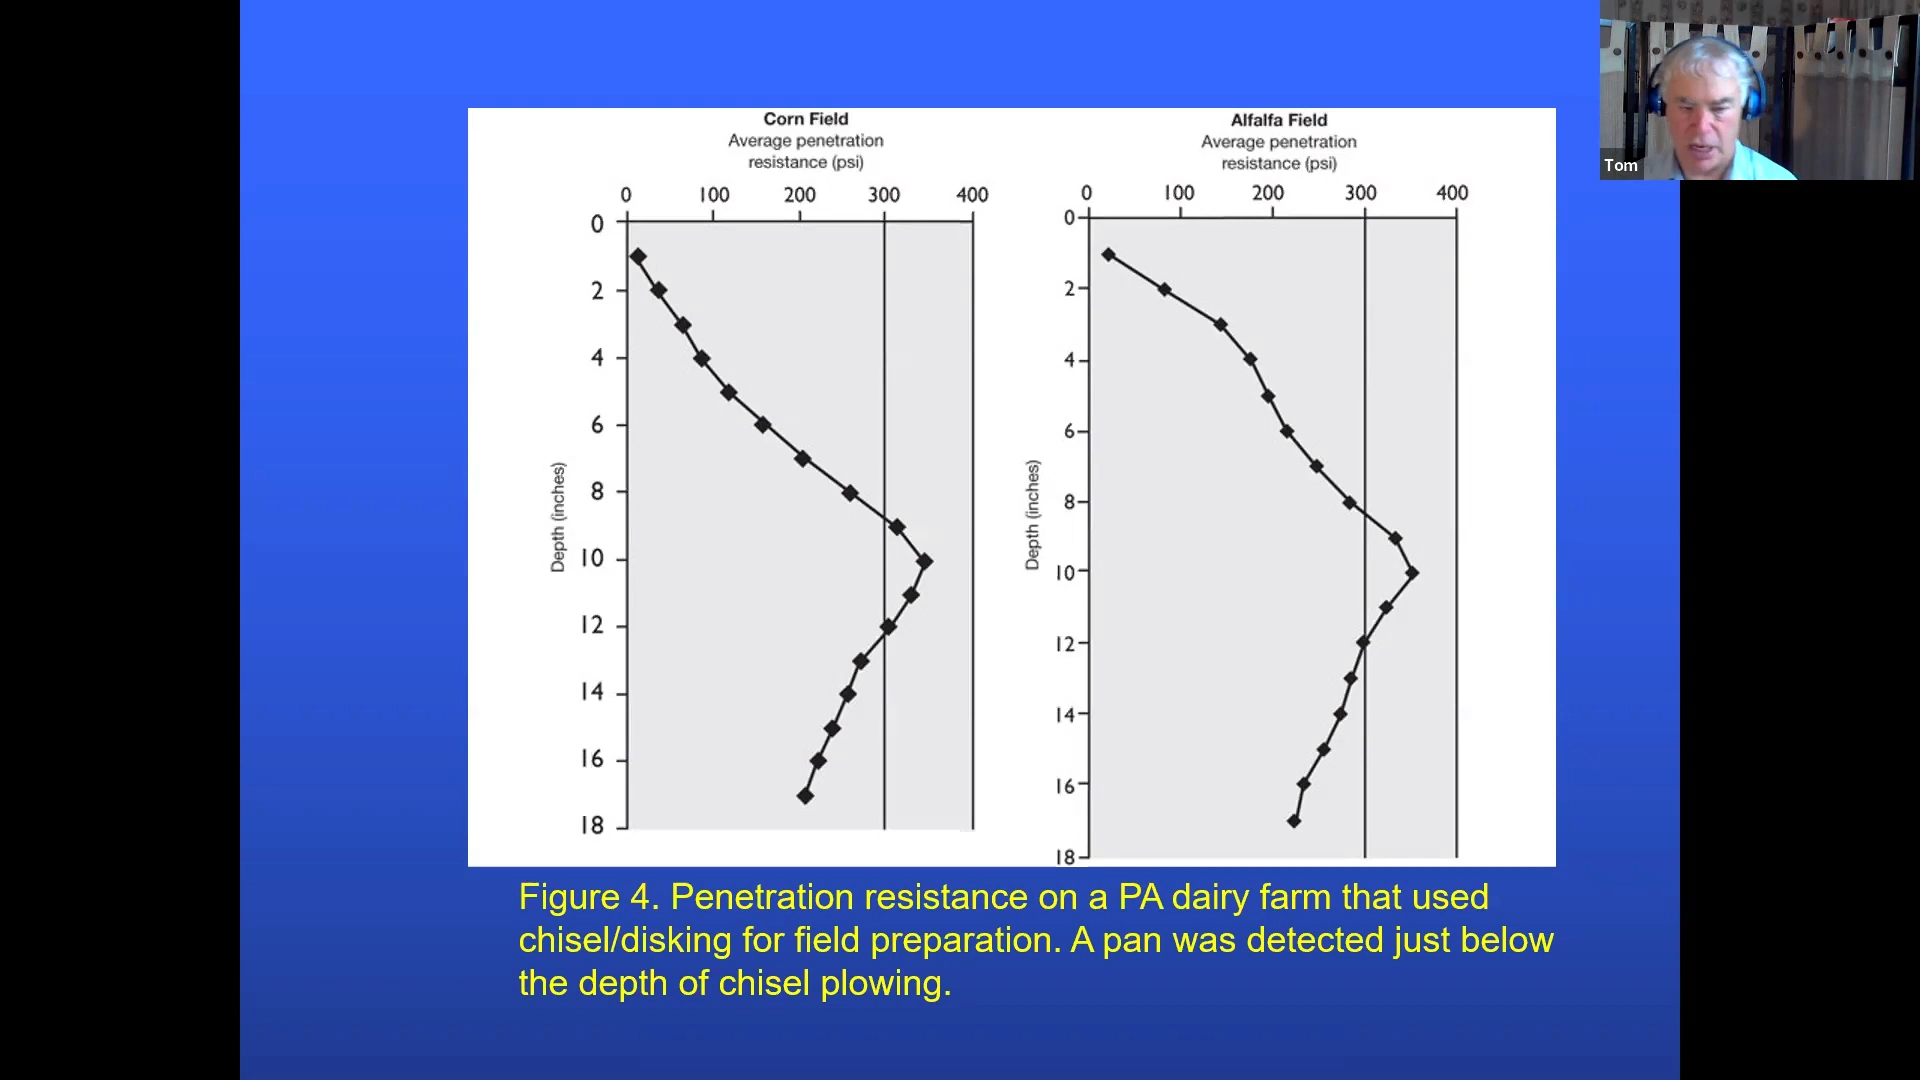 Corn Field
Average penetration
resistance (psi)
0 100 200 300 400
0
2
4
6
8
10
12
14
16
18
Depth (inches)
Alfalfa Field
Average penetration
resistance (psi)
0 100 200 300 400
0
2
4
6
8
10
12
14
16
18
Depth (inches)
Figure 4. Penetration resistance on a PA dairy farm that used
chisel/disking for field preparation. A pan was detected just below
the depth of chisel plowing.
Tom